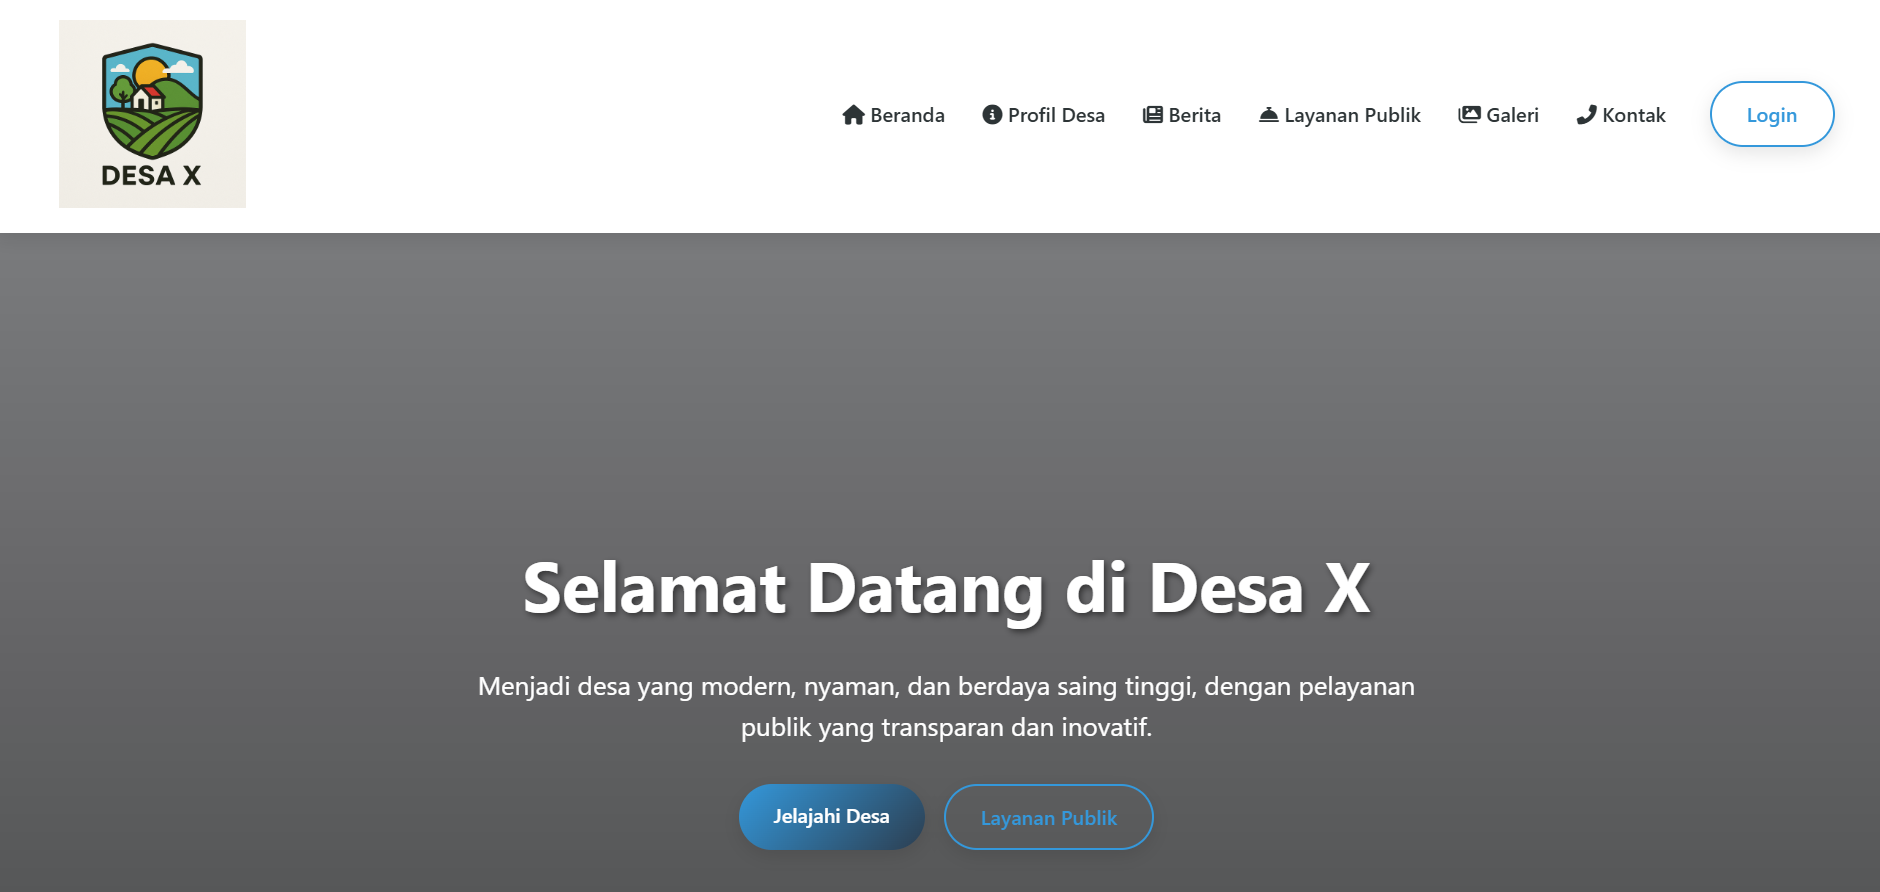 DESA X
Beranda
Profil Desa
Berita
Layanan Publik
Galeri
Kontak
Login
Selamat Datang di Desa X
Menjadi desa yang modern, nyaman, dan berdaya saing tinggi, dengan pelayanan
publik yang transparan dan inovatif.
Jelajahi Desa
Layanan Publik